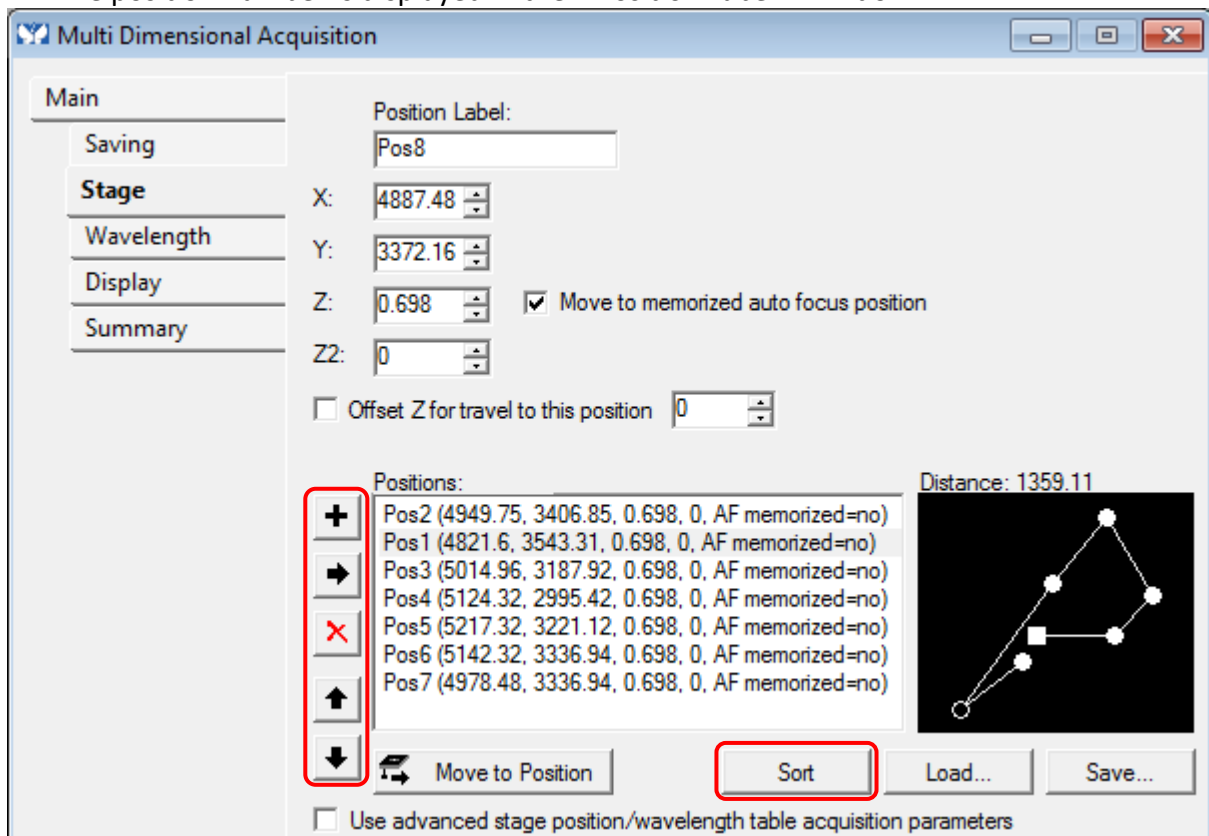 Multi Dimensional Acquisition
Main
Saving
Stage
Wavelength
Display
Summary
Position Label:
Pos8
X: 4887.48
Y: 3372.16
Z: 0.698 Move to memorized auto focus position
Z2: 0
Offset Z for travel to this position 0
Positions: Distance: 1359.11
Pos2 (4949.75, 3406.85, 0.698, 0, AF memorized=no)
Pos1 (4821.6, 3543.31, 0.698, 0, AF memorized=no)
Pos3 (5014.96, 3187.92, 0.698, 0, AF memorized=no)
Pos4 (5124.32, 2995.42, 0.698, 0, AF memorized=no)
Pos5 (5217.32, 3221.12, 0.698, 0, AF memorized=no)
Pos6 (5142.32, 3336.94, 0.698, 0, AF memorized=no)
Pos7 (4978.48, 3336.94, 0.698, 0, AF memorized=no)
Move to Position Sort Load... Save...
Use advanced stage position/wavelength table acquisition parameters